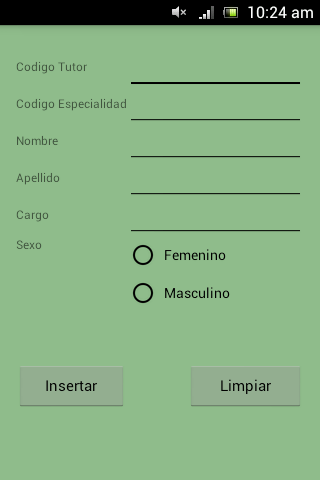 10:24 am
Codigo Tutor
Codigo Especialidad
Nombre
Apellido
Cargo
Sexo
Femenino
Masculino
Insertar
Limpiar